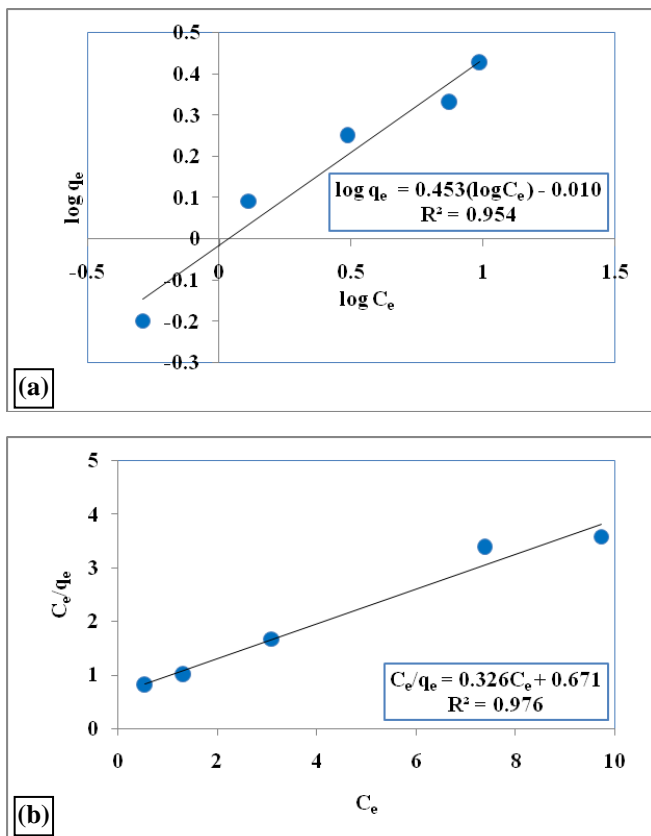 0.5
0.4
0.3
0.2
0.1
0
-0.1
-0.2
-0.3
-0.5 0 0.5 1 1.5
log qₑ
log Cₑ
log qₑ = 0.453(logCₑ) - 0.010
R² = 0.954
(a)
5
4
3
2
1
0
0 2 4 6 8 10
Cₑ/qₑ
Cₑ
Cₑ/qₑ = 0.326Cₑ + 0.671
R² = 0.976
(b)